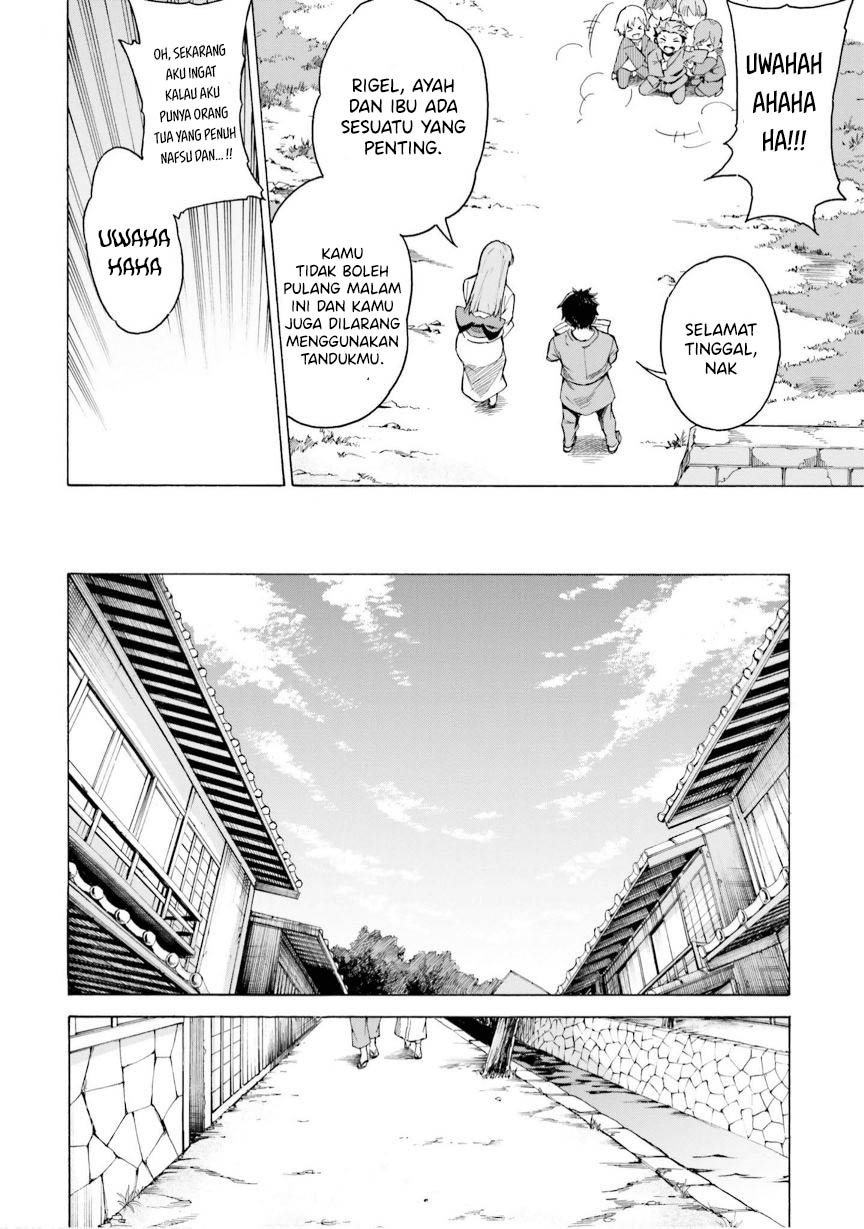 UWAHAH
AHAHA
HA!!!
RIGEL, AYAH
DAN IBU ADA
SESUATU YANG
PENTING.
KAMU
TIDAK BOLEH
PULANG MALAM
INI DAN KAMU
JUGA DILARANG
MENGGUNAKAN
TANDUKMU.
SELAMAT
TINGGAL,
NAK
OH, SEKARANG
AKU INGAT
KALAU AKU
PUNYA ORANG
TUA YANG PENUH
NAFSU DAN...!!
UWAHA
HAHA